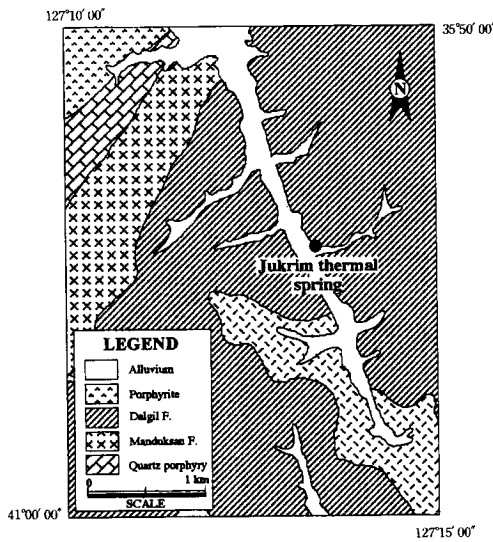 127°10′ 00″
35°50′ 00″
N
Jukrim thermal
spring
LEGEND
Alluvium
Porphyrite
Dalgil F.
Manduksan F.
Quartz porphyry
0 1 km
SCALE
41°00′ 00″
127°15′ 00″